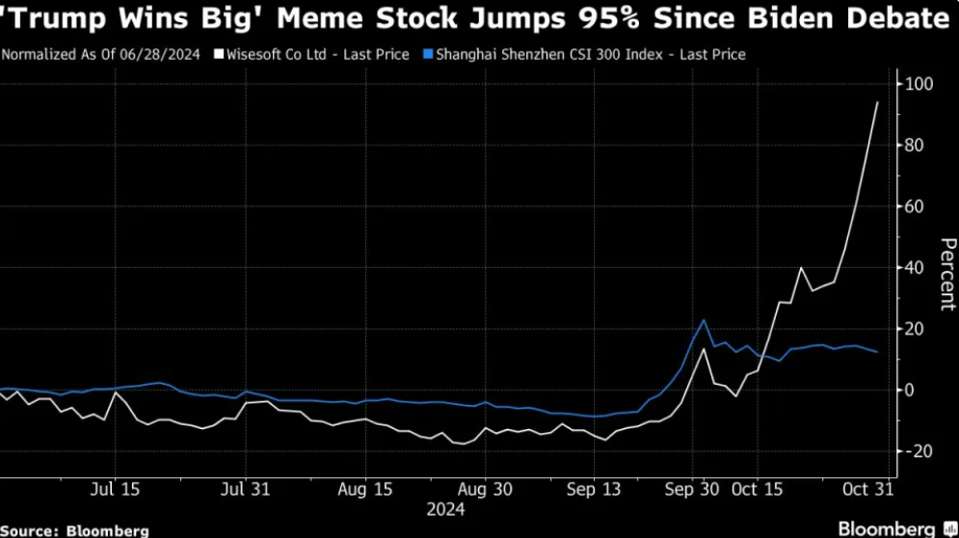 'Trump Wins Big' Meme Stock Jumps 95% Since Biden Debate
Normalized As Of 06/28/2024 Wisesoft Co Ltd - Last Price Shanghai Shenzhen CSI 300 Index - Last Price
100
80
60
40
20
0
-20
Percent
Jul 15 Jul 31 Aug 15 Aug 30 Sep 13 Sep 30 Oct 15 Oct 31
2024
Source: Bloomberg
Bloomberg